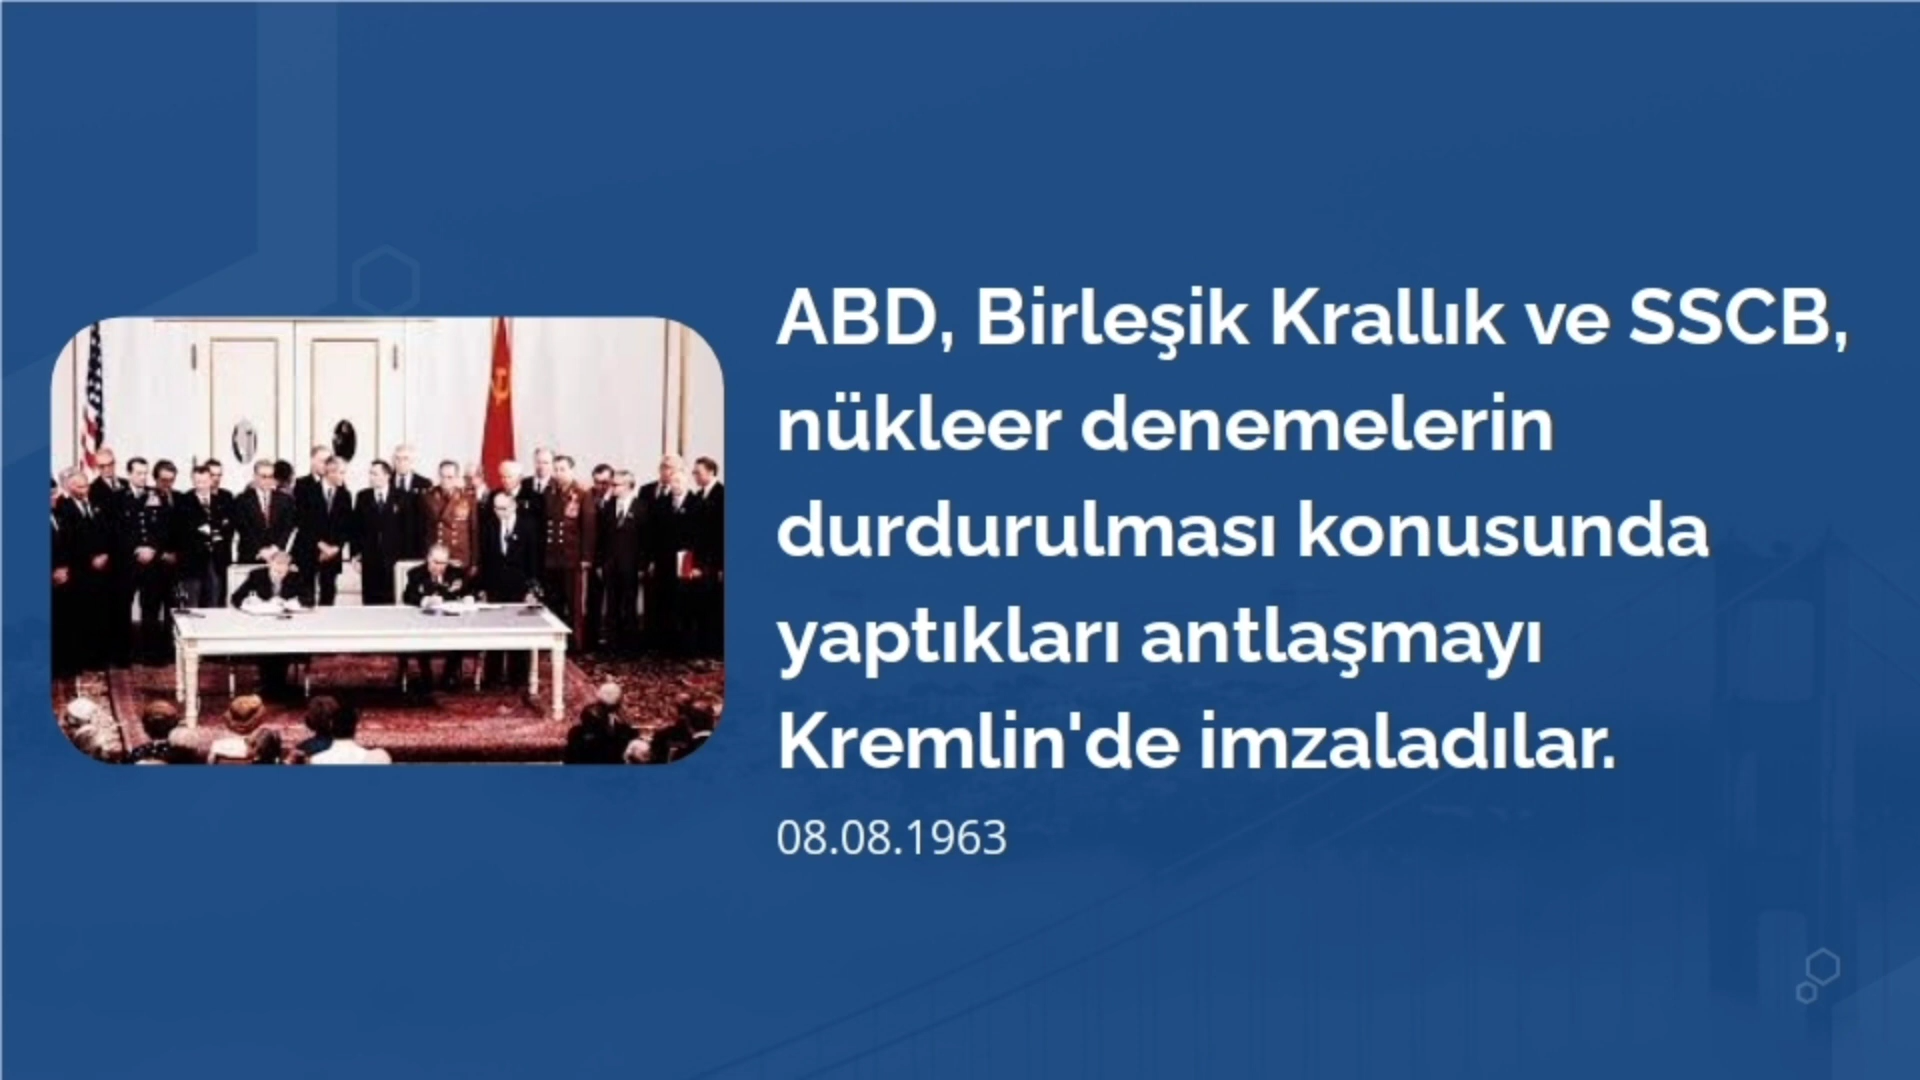 ABD, Birleşik Krallık ve SSCB,
nükleer denemelerin
durdurulması konusunda
yaptıkları antlaşmayı
Kremlin'de imzaladılar.
08.08.1963